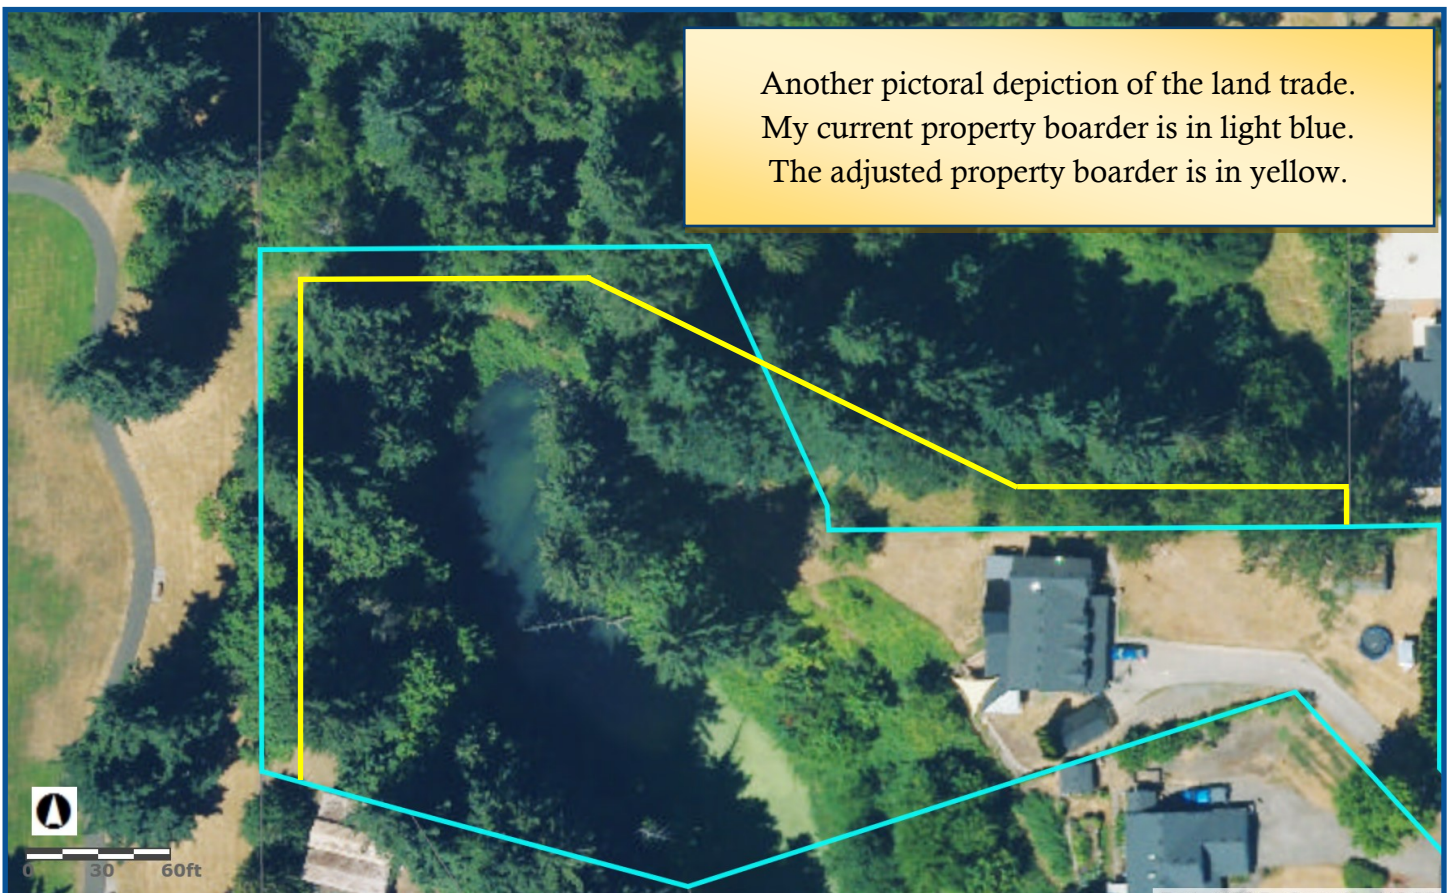 Another pictoral depiction of the land trade.
My current property boarder is in light blue.
The adjusted property boarder is in yellow.
0 30 60ft